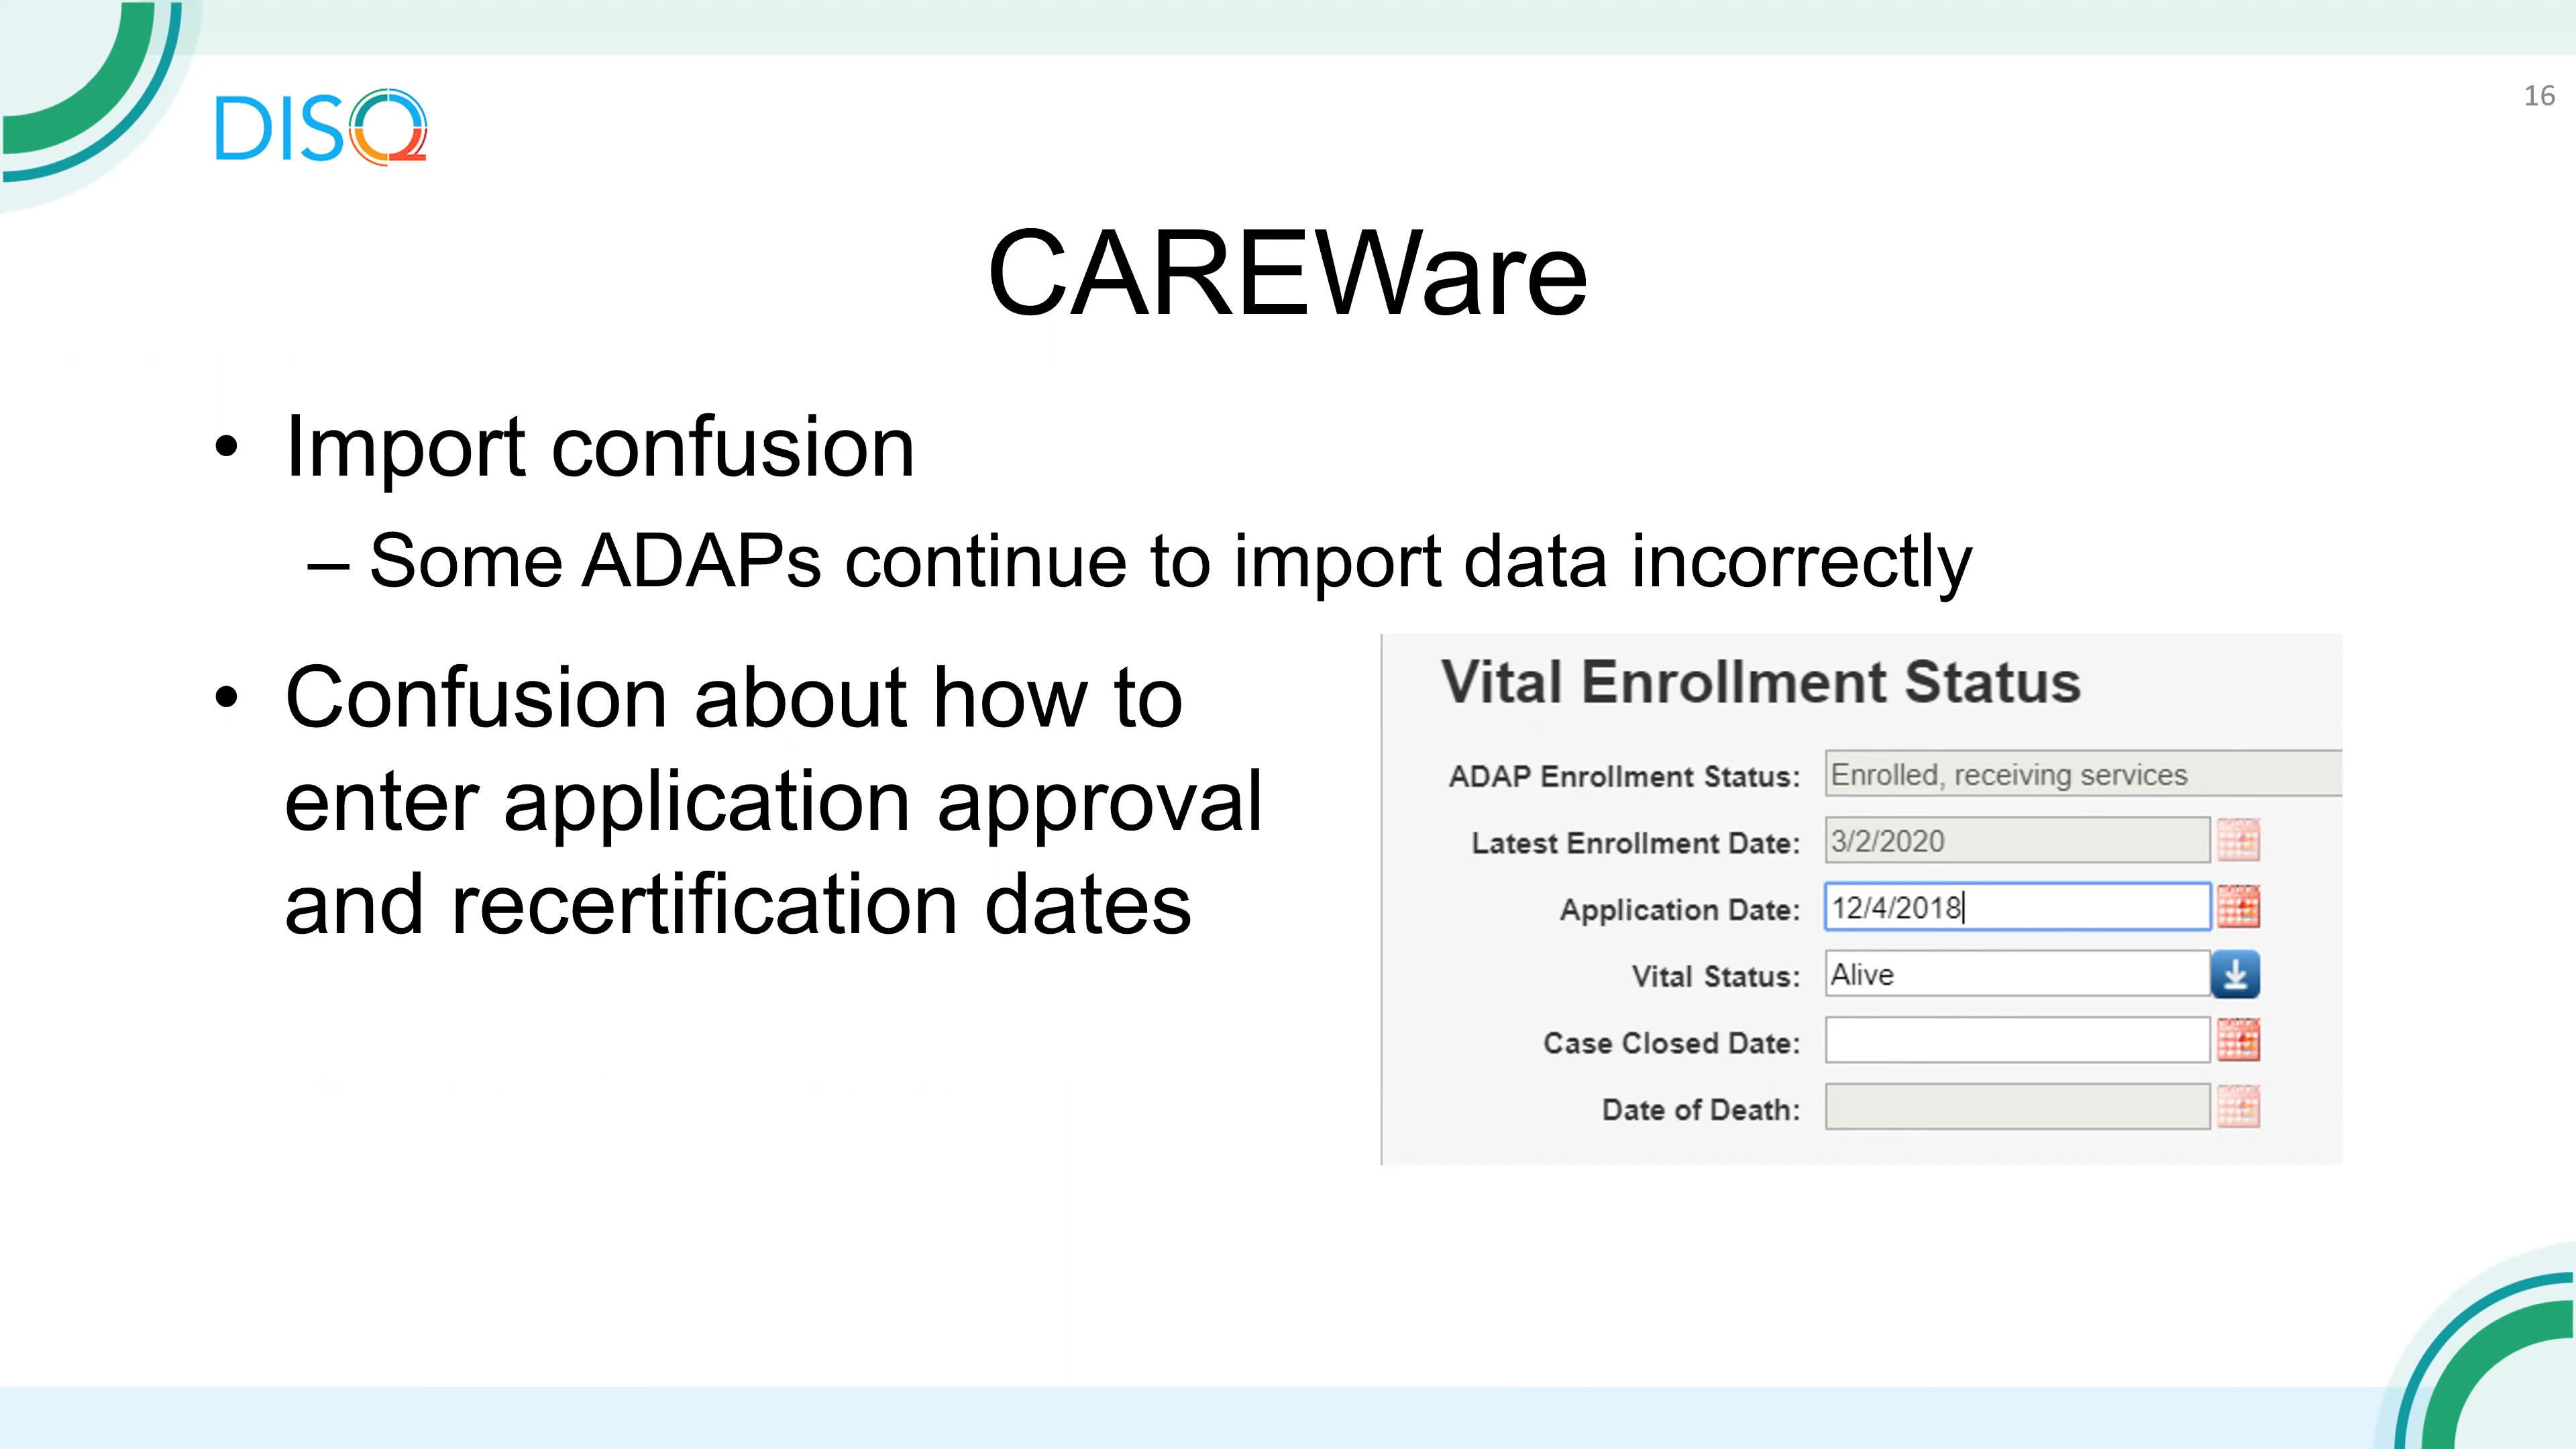 DISQ
16
CAREWare
• Import confusion
– Some ADAPs continue to import data incorrectly
• Confusion about how to
enter application approval
and recertification dates
Vital Enrollment Status
ADAP Enrollment Status: Enrolled, receiving services
Latest Enrollment Date: 3/2/2020
Application Date: 12/4/2018
Vital Status: Alive
Case Closed Date:
Date of Death: